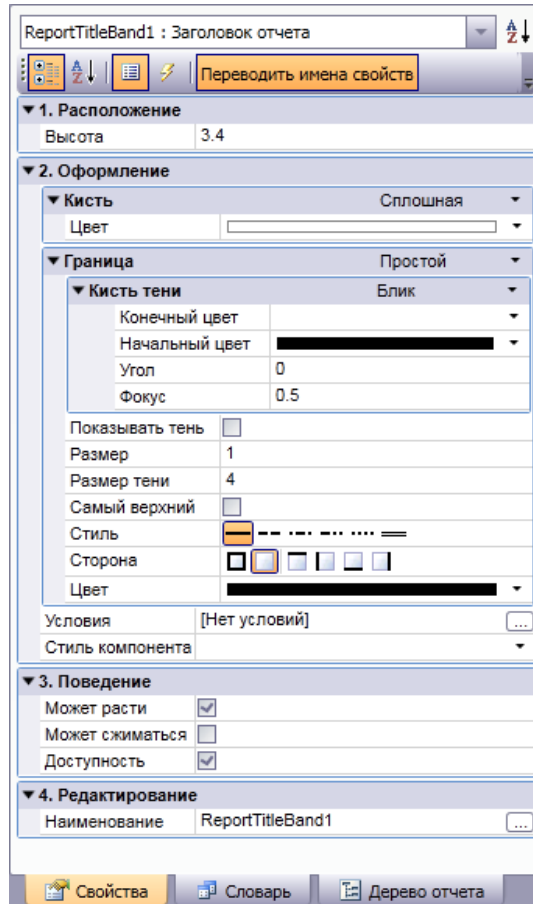 ReportTitleBand1 : Заголовок отчета
Переводить имена свойств
1. Расположение
Высота 3.4
2. Оформление
Кисть Сплошная
Цвет
Граница Простой
Кисть тени Блик
Конечный цвет
Начальный цвет
Угол 0
Фокус 0.5
Показывать тень
Размер 1
Размер тени 4
Самый верхний
Стиль
Сторона
Цвет
Условия [Нет условий] ...
Стиль компонента
3. Поведение
Может расти
Может сжиматься
Доступность
4. Редактирование
Наименование ReportTitleBand1 ...
Свойства Словарь Дерево отчета